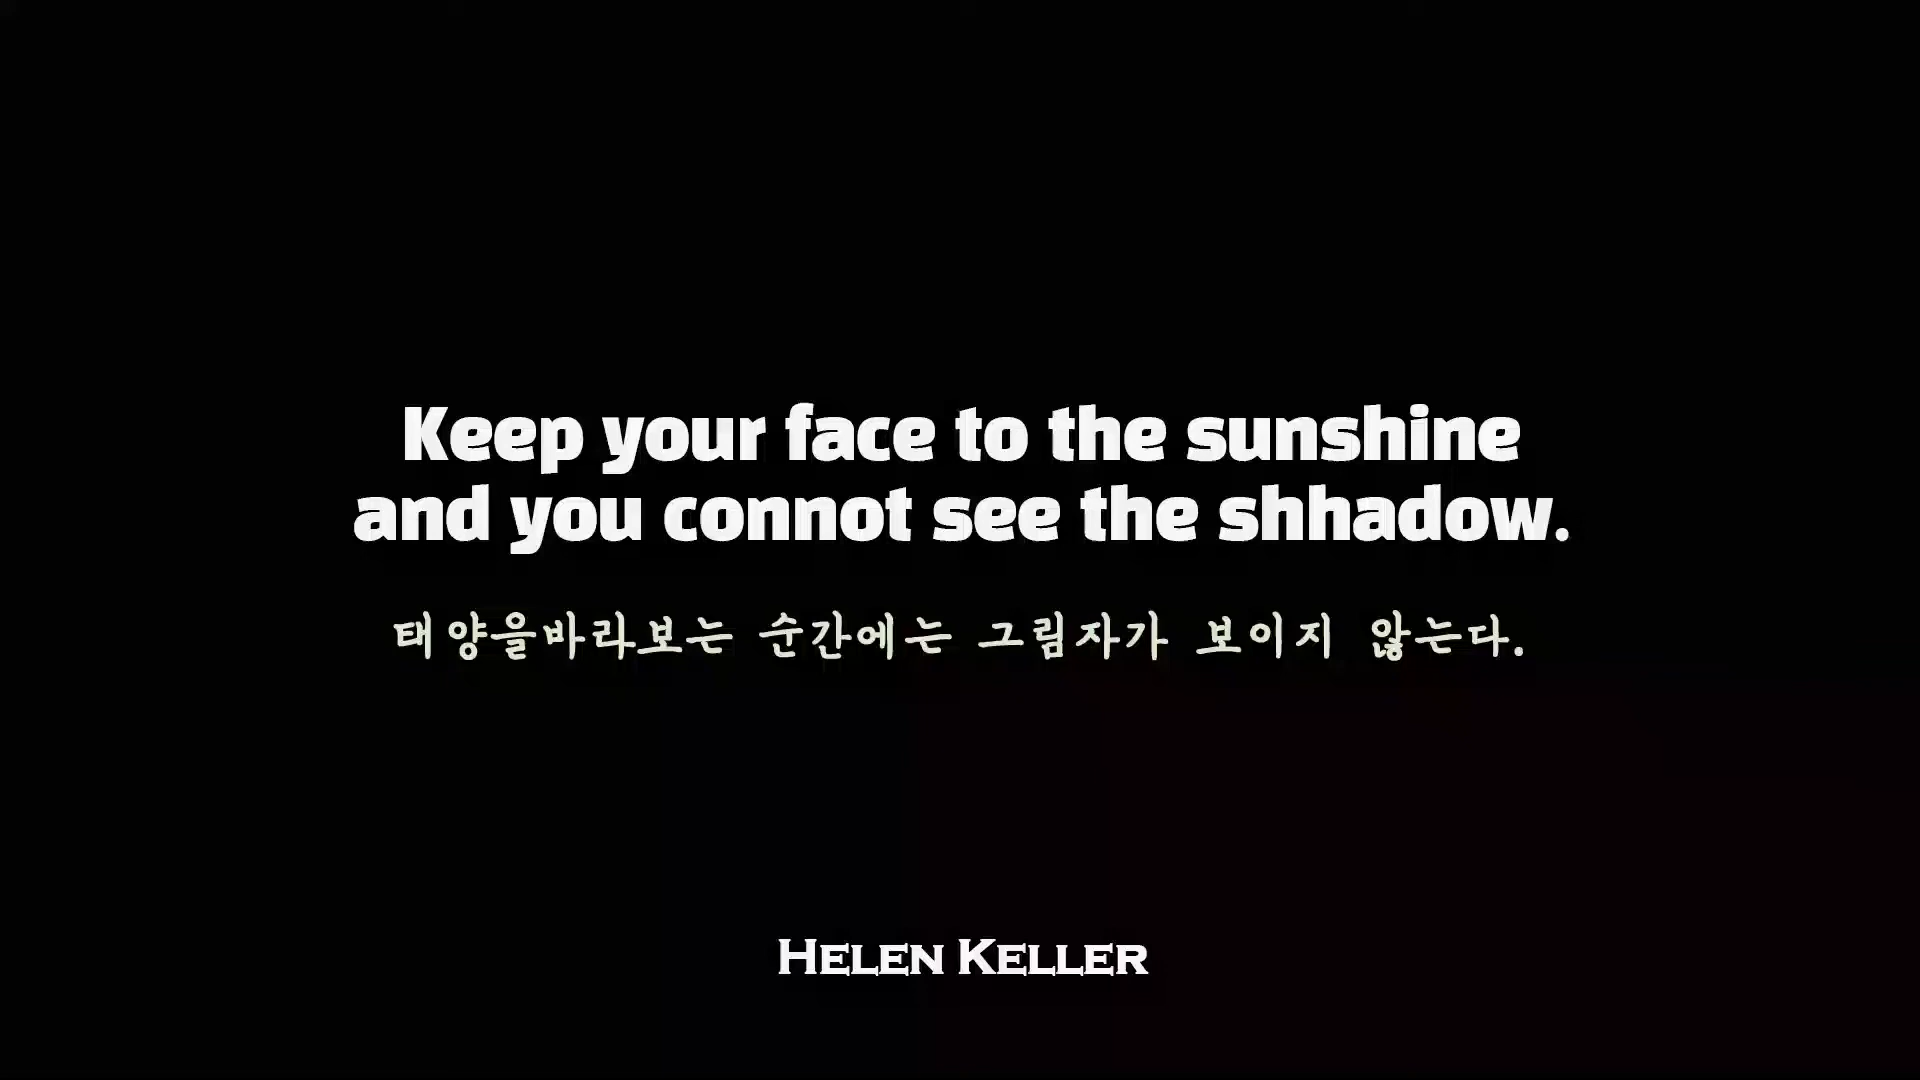 Keep your face to the sunshine
and you connot see the shhadow.
태양을바라보는 순간에는 그림자가 보이지 않는다.
HELEN KELLER